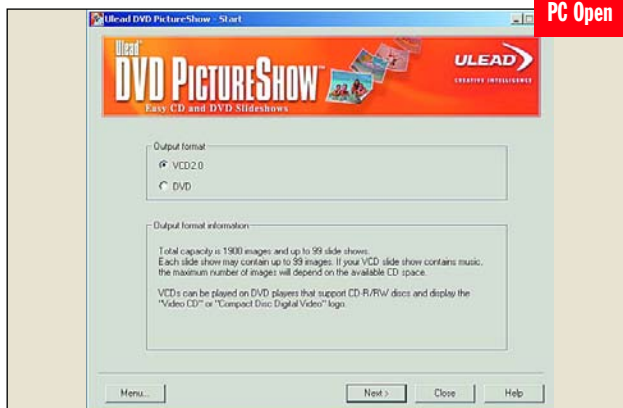 PC Open
Ulead DVD PictureShow - Start
Ulead
DVD PICTURESHOW
Easy CD and DVD Slideshows
ULEAD
CREATIVE INTELLIGENCE
Output format
VCD2.0
DVD
Output format information
Total capacity is 1900 images and up to 99 slide shows.
Each slide show may contain up to 99 images. If your VCD slide show contains music,
the maximum number of images will depend on the available CD space.
VCDs can be played on DVD players that support CD-R/RW discs and display the
"Video CD" or "Compact Disc Digital Video" logo.
Menu...
Next >
Close
Help